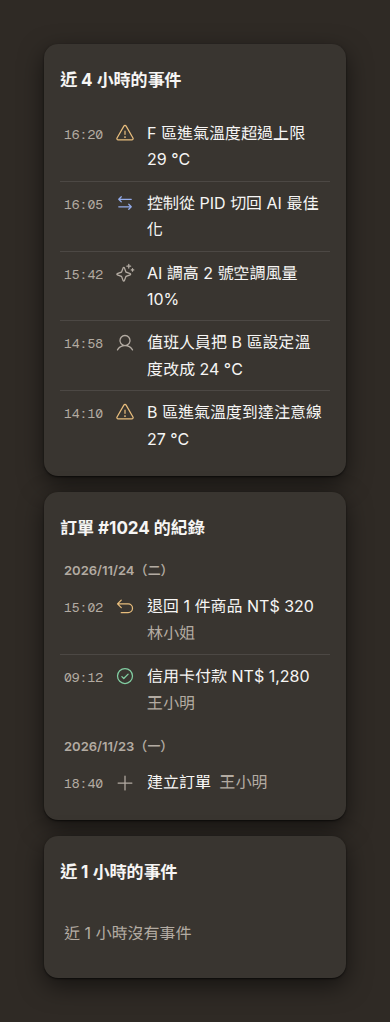 近 4 小時的事件
16:20 F 區進氣溫度超過上限
29 °C
16:05 控制從 PID 切回 AI 最佳
化
15:42 AI 調高 2 號空調風量
10%
14:58 值班人員把 B 區設定溫
度改成 24 °C
14:10 B 區進氣溫度到達注意線
27 °C
訂單 #1024 的紀錄
2026/11/24（二）
15:02 退回 1 件商品 NT$ 320
林小姐
09:12 信用卡付款 NT$ 1,280
王小明
2026/11/23（一）
18:40 建立訂單 王小明
近 1 小時的事件
近 1 小時沒有事件